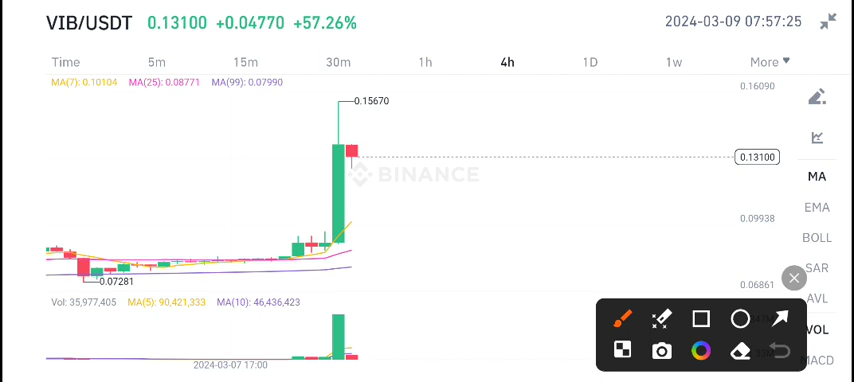 VIB/USDT 0.13100 +0.04770 +57.26% 2024-03-09 07:57:25
Time 5m 15m 30m 1h 4h 1D 1w More
MA(7): 0.10104 MA(25): 0.08771 MA(99): 0.07990
0.16090
0.15670
0.13100
BINANCE
0.09938
0.07281
0.06861
Vol: 35,977,405 MA(5): 90,421,333 MA(10): 46,436,423
2024-03-07 17:00
MA
EMA
BOLL
SAR
AVL
VOL
MACD